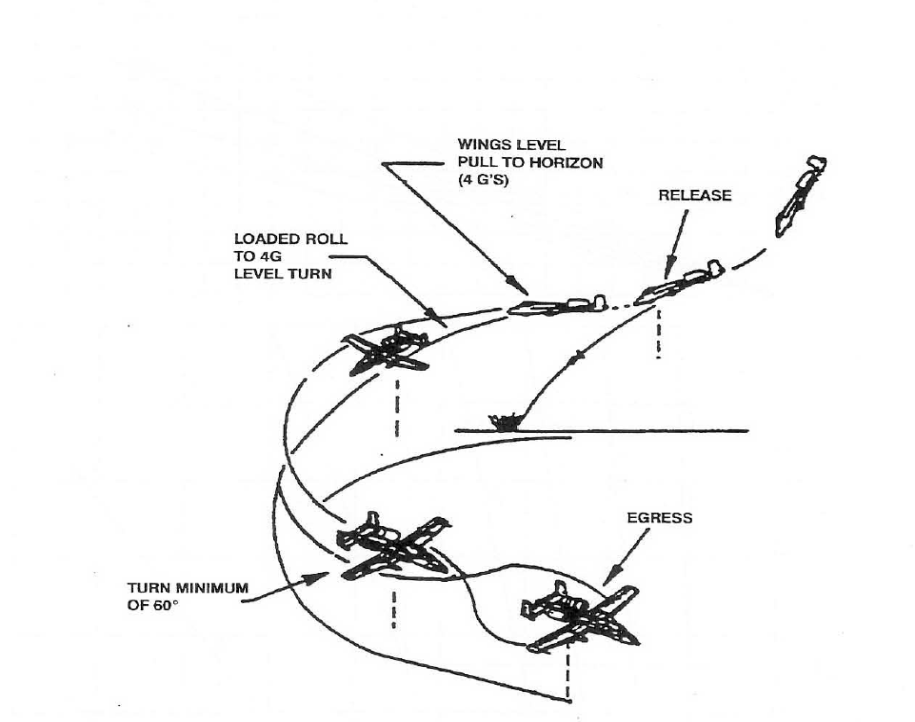 WINGS LEVEL
PULL TO HORIZON
(4 G'S)
RELEASE
LOADED ROLL
TO 4G
LEVEL TURN
EGRESS
TURN MINIMUM
OF 60°